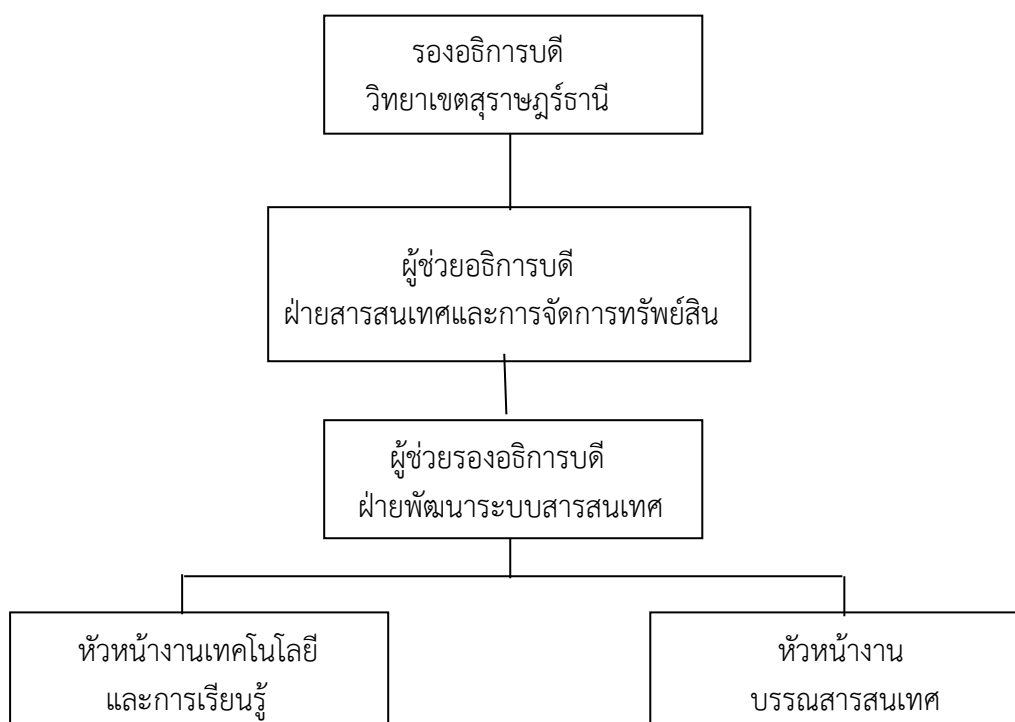 รองอธิการบดี
วิทยาเขตสุราษฎร์ธานี
ผู้ช่วยอธิการบดี
ฝ่ายสารสนเทศและการจัดการทรัพย์สิน
ผู้ช่วยรองอธิการบดี
ฝ่ายพัฒนาระบบสารสนเทศ
หัวหน้างานเทคโนโลยี
และการเรียนรู้
หัวหน้างาน
บรรณสารสนเทศ